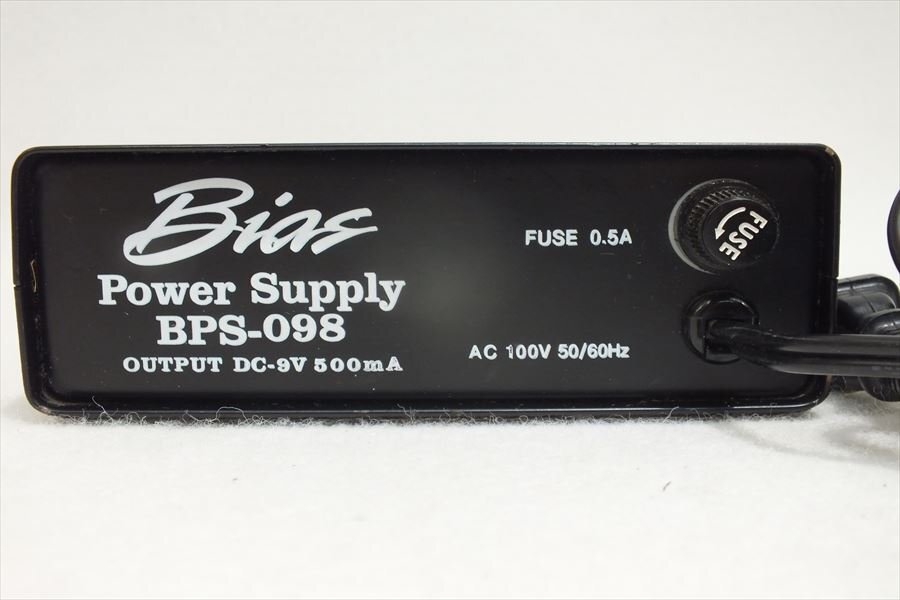 Bias
Power Supply
BPS-098
OUTPUT DC-9V 500mA
FUSE 0.5A
FUSE
AC 100V 50/60Hz